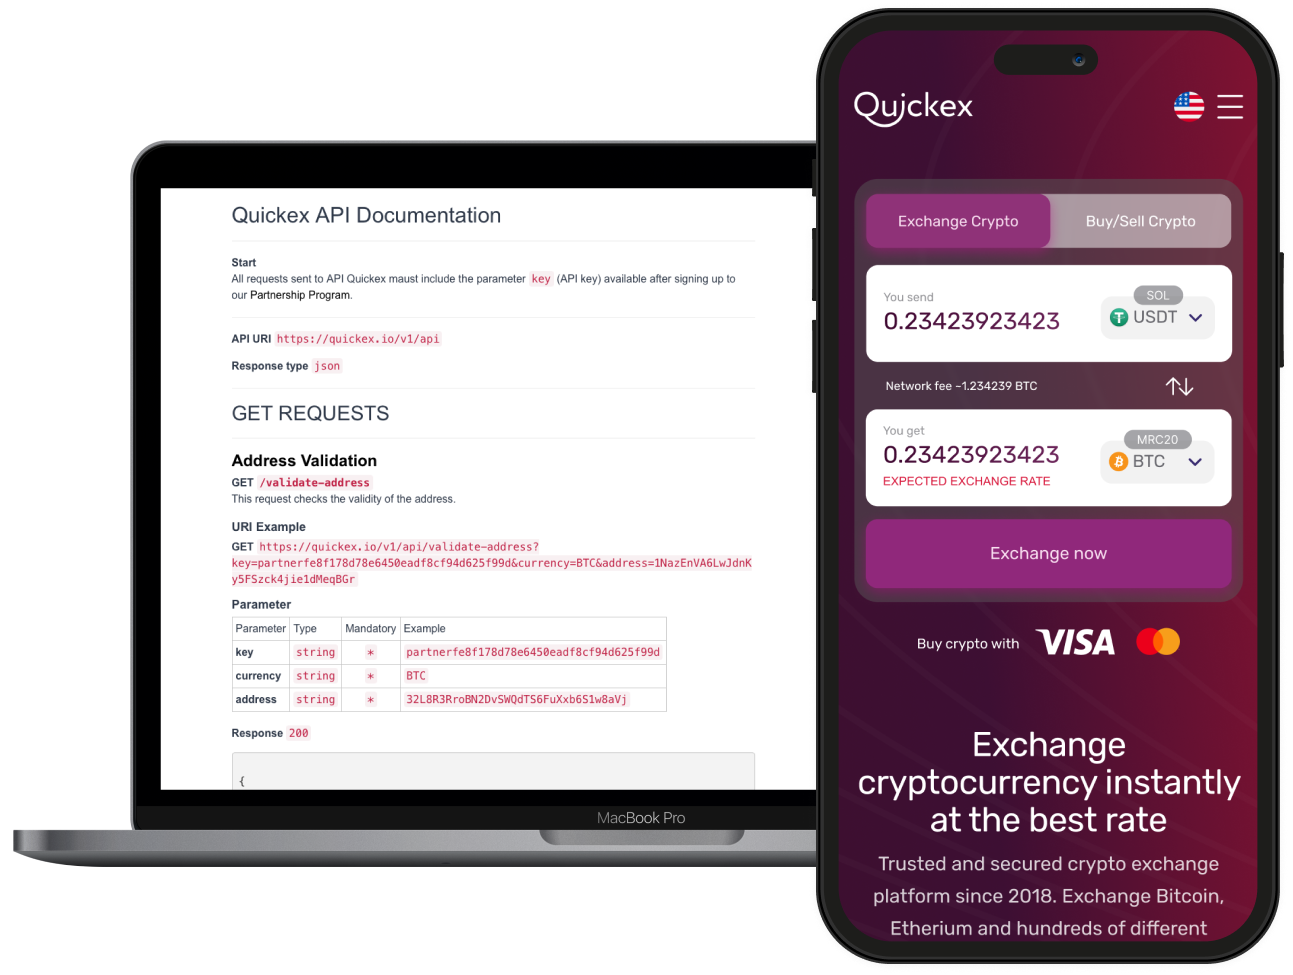 Quickex API Documentation
Start
All requests sent to API Quickex maust include the parameter key (API key) available after signing up to
our Partnership Program.
API URI https://quickex.io/v1/api
Response type json
GET REQUESTS
Address Validation
GET /validate-address
This request checks the validity of the address.
URI Example
GET https://quickex.io/v1/api/validate-address?
key=partnerfe8f178d78e6450eadf8cf94d625f99d&currency=BTC&address=1NazEnVA6LwJdnK
y5FSzck4jie1dMeqBGr
Parameter
Parameter Type Mandatory Example
key string * partnerfe8f178d78e6450eadf8cf94d625f99d
currency string * BTC
address string * 32L8R3RroBN2DvSWQdTS6FuXxb6S1w8aVj
Response 200
{
MacBook Pro
Quickex
Exchange Crypto Buy/Sell Crypto
You send
SOL
0.23423923423 USDT
Network fee ~1.234239 BTC
You get
MRC20
0.23423923423 BTC
EXPECTED EXCHANGE RATE
Exchange now
Buy crypto with VISA
Exchange
cryptocurrency instantly
at the best rate
Trusted and secured crypto exchange
platform since 2018. Exchange Bitcoin,
Etherium and hundreds of different